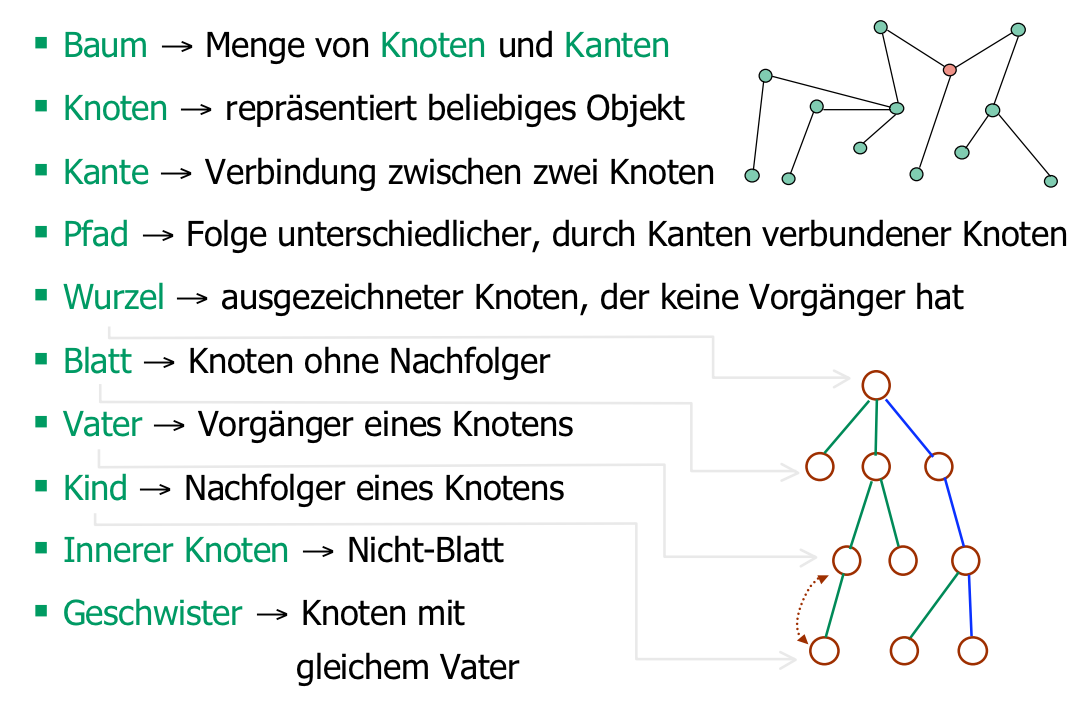 ▪ Baum → Menge von Knoten und Kanten
▪ Knoten → repräsentiert beliebiges Objekt
▪ Kante → Verbindung zwischen zwei Knoten
▪ Pfad → Folge unterschiedlicher, durch Kanten verbundener Knoten
▪ Wurzel → ausgezeichneter Knoten, der keine Vorgänger hat
▪ Blatt → Knoten ohne Nachfolger
▪ Vater → Vorgänger eines Knotens
▪ Kind → Nachfolger eines Knotens
▪ Innerer Knoten → Nicht-Blatt
▪ Geschwister → Knoten mit
gleichem Vater